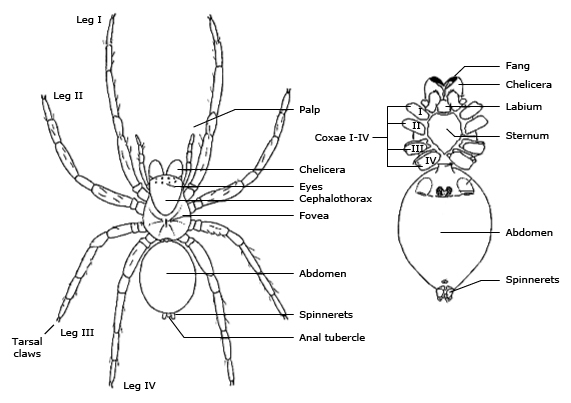 Leg I
Leg II
Palp
Chelicera
Eyes
Cephalothorax
Fovea
Abdomen
Spinnerets
Anal tubercle
Leg III
Tarsal
claws
Leg IV
Fang
Chelicera
Labium
Sternum
Coxae I-IV
I
II
III
IV
Abdomen
Spinnerets